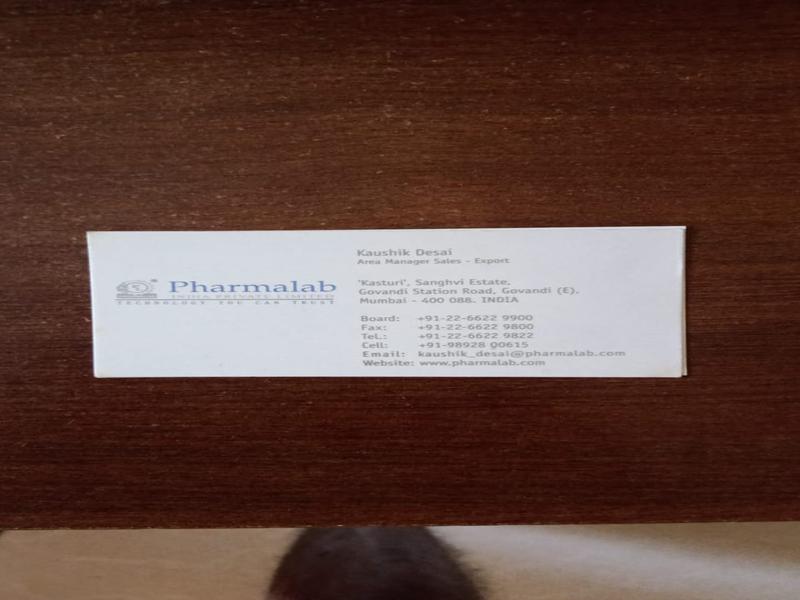 Pharmalab
INDIA PRIVATE LIMITED
TECHNOLOGY YOU CAN TRUST
Kaushik Desai
Area Manager Sales - Export
'Kasturi', Sanghvi Estate,
Govandi Station Road, Govandi (E),
Mumbai - 400 088. INDIA
Board: +91-22-6622 9900
Fax: +91-22-6622 9800
Tel.: +91-22-6622 9822
Cell: +91-98928 00615
Email: kaushik_desai@pharmalab.com
Website: www.pharmalab.com